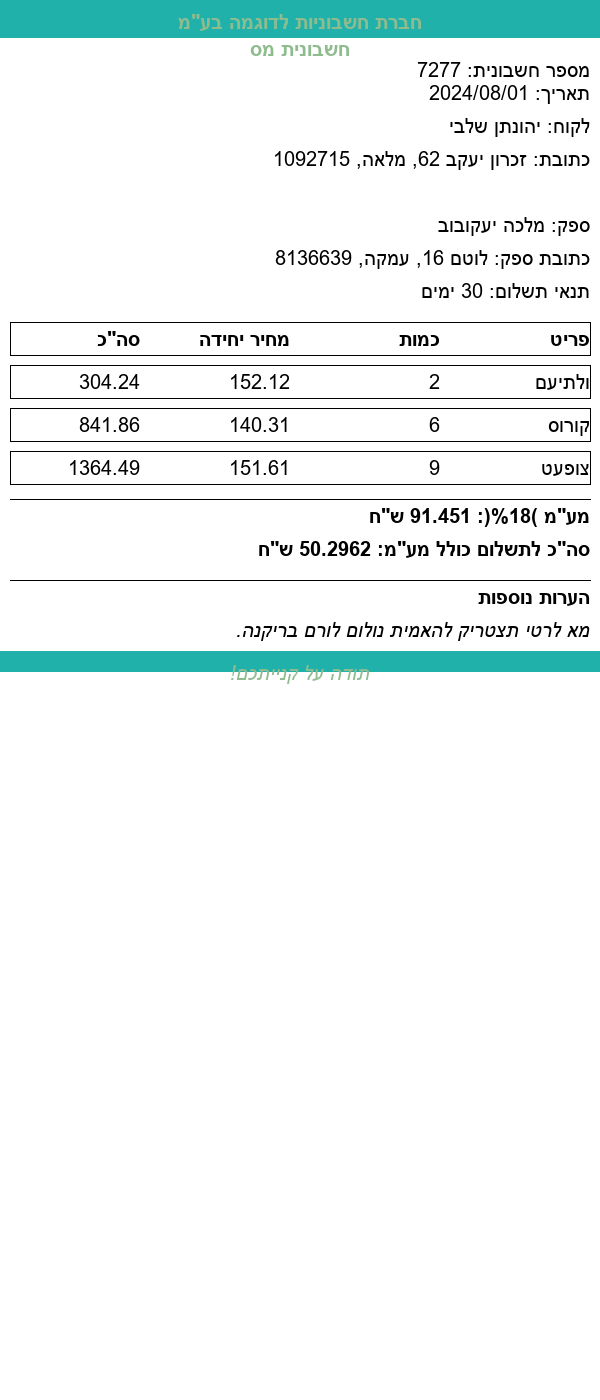 חברת חשבוניות לדוגמה בע"מ
חשבונית מס
מספר חשבונית: 7277
תאריך: 2024/08/01
לקוח: יהונתן שלבי
כתובת: זכרון יעקב 62, מלאה, 1092715
ספק: מלכה יעקובוב
כתובת ספק: לוטם 16, עמקה, 8136639
תנאי תשלום: 30 ימים
פריט כמות מחיר יחידה סה"כ
ולתיעם 2 152.12 304.24
קורוס 6 140.31 841.86
צופעט 9 151.61 1364.49
מע"מ )18%(: 91.451 ש"ח
סה"כ לתשלום כולל מע"מ: 50.2962 ש"ח
הערות נוספות
מא לרטי תצטריק להאמית נולום לורם בריקנה.
תודה על קנייתכם!